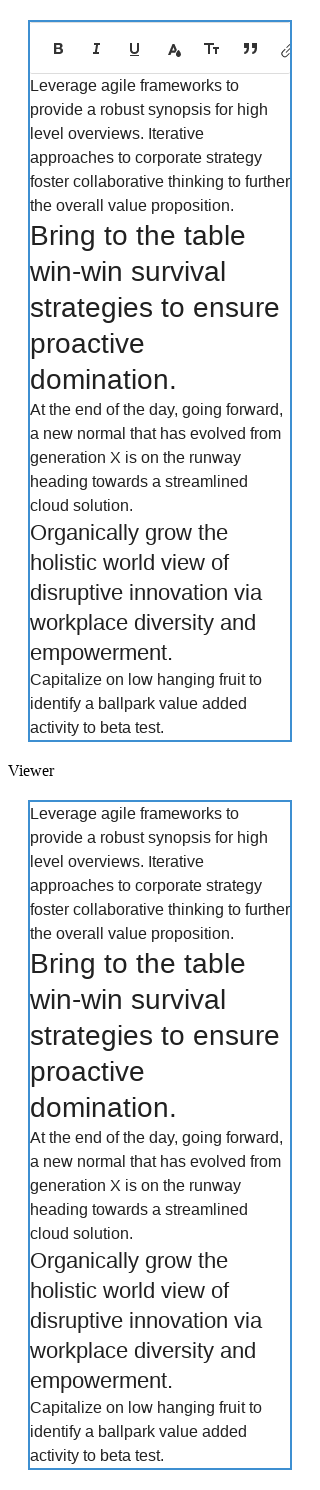 B I U A TT
Leverage agile frameworks to
provide a robust synopsis for high
level overviews. Iterative
approaches to corporate strategy
foster collaborative thinking to further
the overall value proposition.
Bring to the table
win-win survival
strategies to ensure
proactive
domination.
At the end of the day, going forward,
a new normal that has evolved from
generation X is on the runway
heading towards a streamlined
cloud solution.
Organically grow the
holistic world view of
disruptive innovation via
workplace diversity and
empowerment.
Capitalize on low hanging fruit to
identify a ballpark value added
activity to beta test.
Viewer
Leverage agile frameworks to
provide a robust synopsis for high
level overviews. Iterative
approaches to corporate strategy
foster collaborative thinking to further
the overall value proposition.
Bring to the table
win-win survival
strategies to ensure
proactive
domination.
At the end of the day, going forward,
a new normal that has evolved from
generation X is on the runway
heading towards a streamlined
cloud solution.
Organically grow the
holistic world view of
disruptive innovation via
workplace diversity and
empowerment.
Capitalize on low hanging fruit to
identify a ballpark value added
activity to beta test.